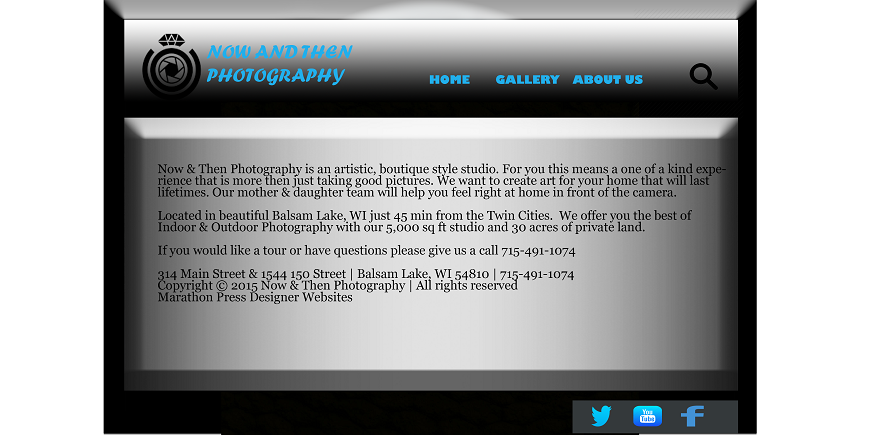 NOW AND THEN
PHOTOGRAPHY
HOME GALLERY ABOUT US
Now & Then Photography is an artistic, boutique style studio. For you this means a one of a kind expe-
rience that is more then just taking good pictures. We want to create art for your home that will last
lifetimes. Our mother & daughter team will help you feel right at home in front of the camera.
Located in beautiful Balsam Lake, WI just 45 min from the Twin Cities.  We offer you the best of
Indoor & Outdoor Photography with our 5,000 sq ft studio and 30 acres of private land.
If you would like a tour or have questions please give us a call 715-491-1074
314 Main Street & 1544 150 Street | Balsam Lake, WI 54810 | 715-491-1074
Copyright © 2015 Now & Then Photography | All rights reserved
Marathon Press Designer Websites
You
Tube